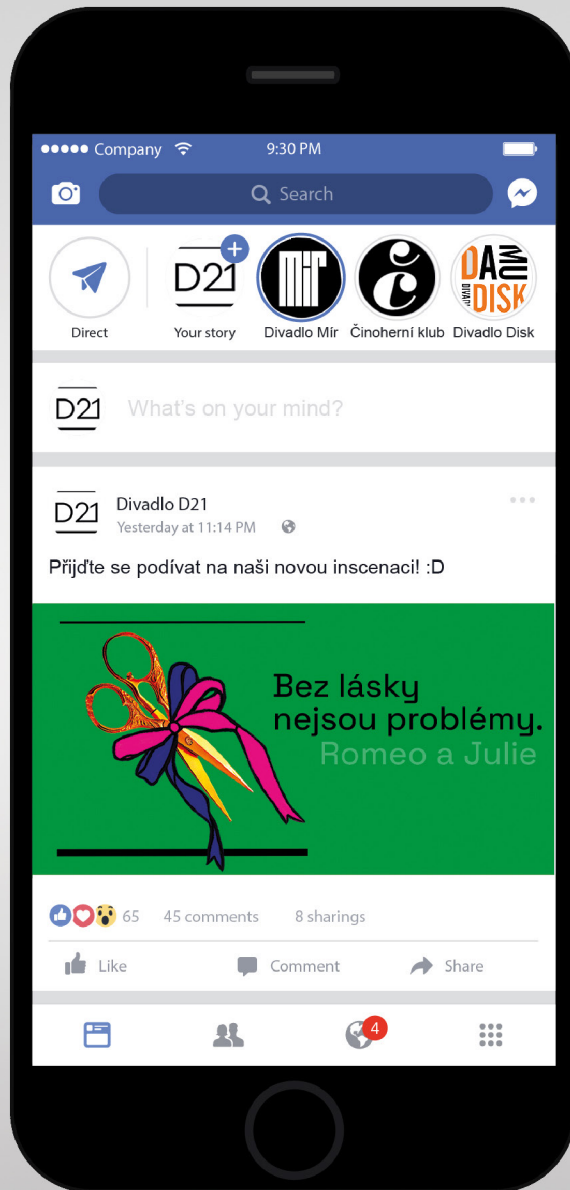 Company
9:30 PM
Search
D21
mír
č
DAMU
DIVADLO
DISK
Direct
Your story
Divadlo Mír
Činoherní klub
Divadlo Disk
D21
What's on your mind?
D21
Divadlo D21
Yesterday at 11:14 PM
Přijďte se podívat na naši novou inscenaci! :D
Bez lásky
nejsou problémy.
Romeo a Julie
65
45 comments
8 sharings
Like
Comment
Share
4